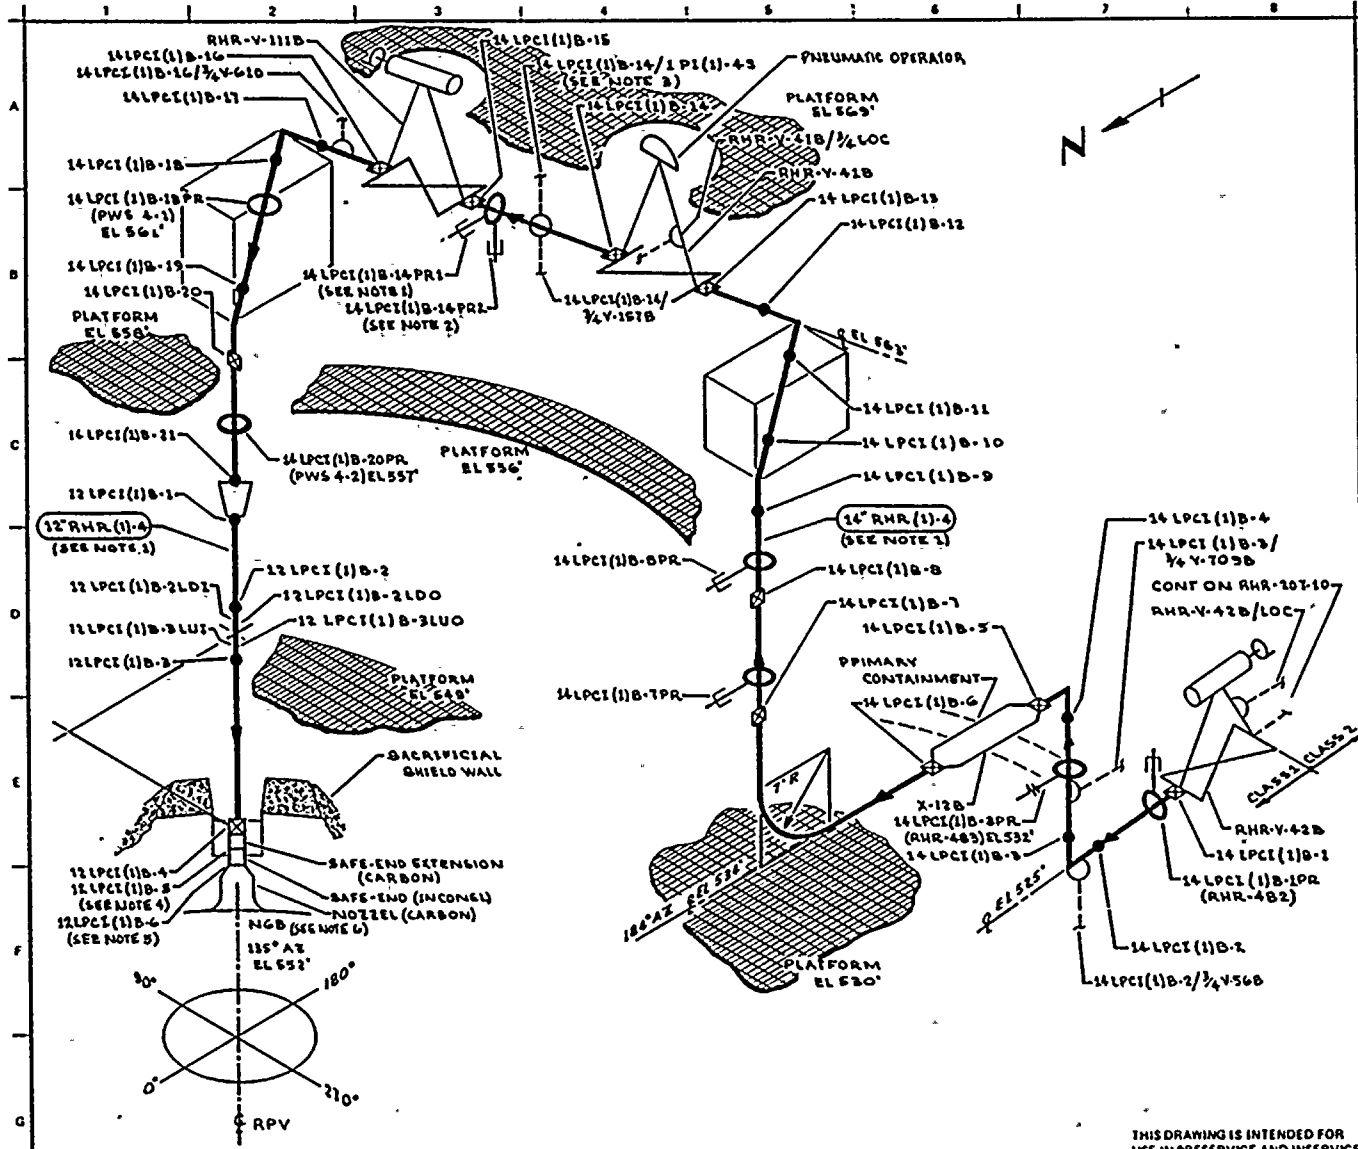 1 2 3 4 5 6 7 8
A
B
C
D
E
F
G
RHR-V-111B
14 LPCI(1)B-16
14 LPCI(1)B-16/¾V-61D
14 LPCI(1)B-17
14 LPCI(1)B-15
14 LPCI(1)B-14/1 PI(1)-43
(SEE NOTE 3)
14 LPCI(1)B-14
PNEUMATIC OPERATOR
PLATFORM
EL 569'
RHR-V-41B/¾LOC
RHR-V-41B
14 LPCI(1)B-13
14 LPCI(1)B-12
N
14 LPCI(1)B-18
14 LPCI(1)B-18PR
(PWS 4-1)
EL 561'
14 LPCI(1)B-19
14 LPCI(1)B-20
PLATFORM
EL 558'
14 LPCI(1)B-14PR1
(SEE NOTE 1)
14 LPCI(1)B-14PR2
(SEE NOTE 2)
14 LPCI(1)B-14/
¾V-157B
EL 563'
14 LPCI(1)B-11
14 LPCI(1)B-10
14 LPCI(1)B-9
14 LPCI(1)B-21
14 LPCI(1)B-20PR
(PWS 4-2) EL 557'
PLATFORM
EL 556'
12 LPCI(1)B-1
12" RHR (1)-4
(SEE NOTE 1)
14" RHR (1)-4
(SEE NOTE 1)
14 LPCI(1)B-8PR
14 LPCI(1)B-8
14 LPCI(1)B-7
14 LPCI(1)B-5
14 LPCI(1)B-4
14 LPCI(1)B-3/
¾V-709B
CONT ON RHR-207-10
RHR-V-42B/LOC
12 LPCI(1)B-2
12 LPCI(1)B-2LDI
12 LPCI(1)B-2LDO
12 LPCI(1)B-3LUI
12 LPCI(1)B-3LUO
12 LPCI(1)B-3
PLATFORM
EL 548'
14 LPCI(1)B-7PR
PRIMARY
CONTAINMENT
14 LPCI(1)B-6
SACRIFICIAL
SHIELD WALL
7' R
X-12B
14 LPCI(1)B-3PR
(RHR-483) EL 532'
14 LPCI(1)B-3
CLASS 1 CLASS 2
RHR-V-42B
14 LPCI(1)B-1
14 LPCI(1)B-1PR
(RHR-482)
12 LPCI(1)B-4
12 LPCI(1)B-5
(SEE NOTE 4)
12 LPCI(1)B-6
(SEE NOTE 5)
SAFE-END EXTENSION
(CARBON)
SAFE-END (INCONEL)
NOZZEL (CARBON)
N6B (SEE NOTE 6)
135° AZ
EL 552'
184° AZ EL 534'
EL 525'
14 LPCI(1)B-2
14 LPCI(1)B-2/¾V-56B
PLATFORM
EL 530'
90° 180°
0° 270°
RPV
THIS DRAWING IS INTENDED FOR